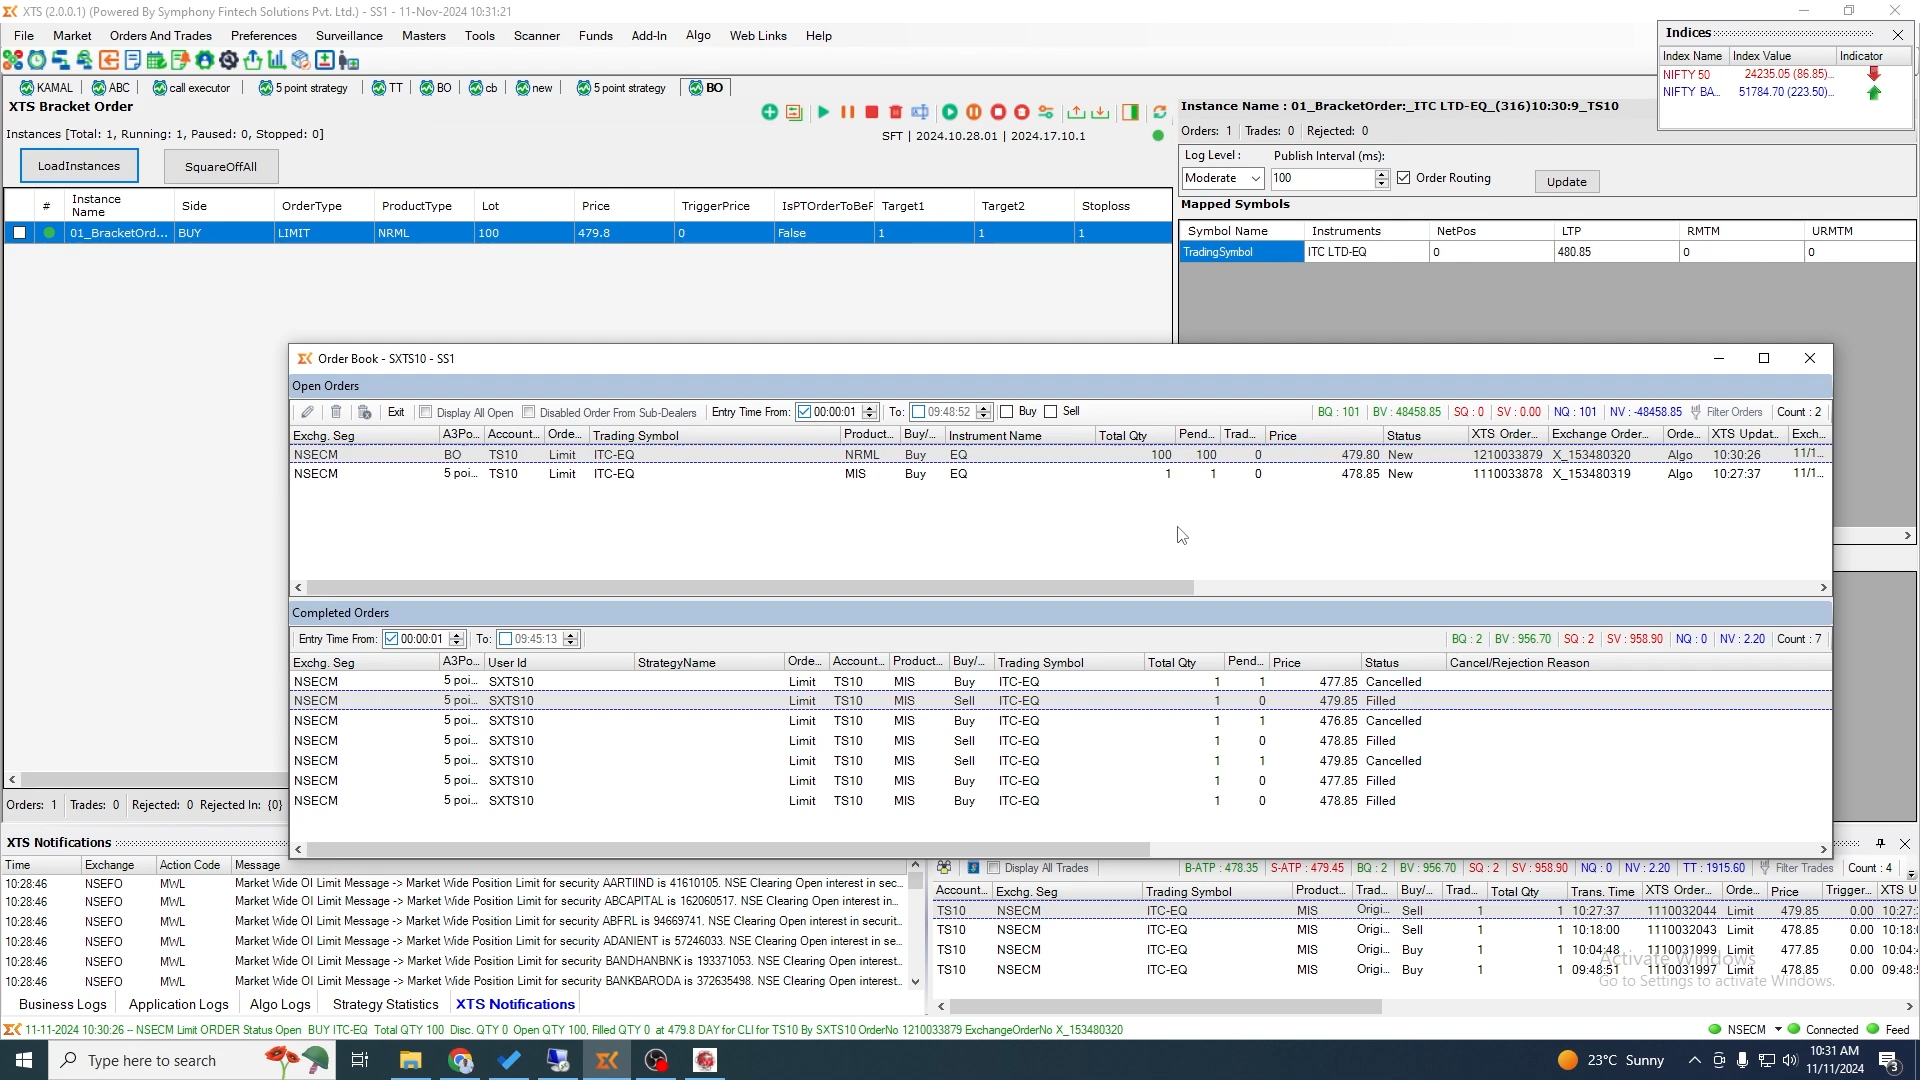 XTS (2.0.0.1) (Powered By Symphony Fintech Solutions Pvt. Ltd.) - SS1 - 11-Nov-2024 10:31:21
File Market Orders And Trades Preferences Surveillance Masters Tools Scanner Funds Add-In Algo Web Links Help
Indices
Index Name Index Value Indicator
NIFTY 50 24235.05 (86.85)...
NIFTY BA... 51784.70 (223.50)...
KAMAL ABC call executor 5 point strategy TT BO cb new 5 point strategy BO
XTS Bracket Order
Instances [Total: 1, Running: 1, Paused: 0, Stopped: 0]
SFT | 2024.10.28.01 | 2024.17.10.1
LoadInstances SquareOffAll
Instance Name : 01_BracketOrder:_ITC LTD-EQ_(316)10:30:9_TS10
Orders: 1 Trades: 0 Rejected: 0
Log Level : Publish Interval (ms):
Moderate 100 Order Routing Update
Mapped Symbols
# Instance Name Side OrderType ProductType Lot Price TriggerPrice IsPTOrderToBeF Target1 Target2 Stoploss
01_BracketOrd... BUY LIMIT NRML 100 479.8 0 False 1 1 1
Symbol Name Instruments NetPos LTP RMTM URMTM
TradingSymbol ITC LTD-EQ 0 480.85 0 0
Order Book - SXTS10 - SS1
Open Orders
Exit Display All Open Disabled Order From Sub-Dealers Entry Time From: 00:00:01 To: 09:48:52 Buy Sell BQ : 101 BV : 48458.85 SQ : 0 SV : 0.00 NQ : 101 NV : -48458.85 Filter Orders Count : 2
Exchg. Seg A3Po... Account... Orde... Trading Symbol Product... Buy/... Instrument Name Total Qty Pend... Trad... Price Status XTS Order... Exchange Order... Orde... XTS Updat... Exch...
NSECM BO TS10 Limit ITC-EQ NRML Buy EQ 100 100 0 479.80 New 1210033879 X_153480320 Algo 10:30:26 11/1...
NSECM 5 poi... TS10 Limit ITC-EQ MIS Buy EQ 1 1 0 478.85 New 1110033878 X_153480319 Algo 10:27:37 11/1...
Completed Orders
Entry Time From: 00:00:01 To: 09:45:13 BQ : 2 BV : 956.70 SQ : 2 SV : 958.90 NQ : 0 NV : 2.20 Count : 7
Exchg. Seg A3Po... User Id StrategyName Orde... Account... Product... Buy/... Trading Symbol Total Qty Pend... Price Status Cancel/Rejection Reason
NSECM 5 poi... SXTS10 Limit TS10 MIS Buy ITC-EQ 1 1 477.85 Cancelled
NSECM 5 poi... SXTS10 Limit TS10 MIS Sell ITC-EQ 1 0 479.85 Filled
NSECM 5 poi... SXTS10 Limit TS10 MIS Buy ITC-EQ 1 1 476.85 Cancelled
NSECM 5 poi... SXTS10 Limit TS10 MIS Sell ITC-EQ 1 0 478.85 Filled
NSECM 5 poi... SXTS10 Limit TS10 MIS Sell ITC-EQ 1 1 479.85 Cancelled
NSECM 5 poi... SXTS10 Limit TS10 MIS Buy ITC-EQ 1 0 477.85 Filled
NSECM 5 poi... SXTS10 Limit TS10 MIS Buy ITC-EQ 1 0 478.85 Filled
Orders: 1 Trades: 0 Rejected: 0 Rejected In: {0}
XTS Notifications
Time Exchange Action Code Message
10:28:46 NSEFO MWL Market Wide OI Limit Message -> Market Wide Position Limit for security AARTIIND is 41610105. NSE Clearing Open interest in sec...
10:28:46 NSEFO MWL Market Wide OI Limit Message -> Market Wide Position Limit for security ABCAPITAL is 162060517. NSE Clearing Open interest in...
10:28:46 NSEFO MWL Market Wide OI Limit Message -> Market Wide Position Limit for security ABFRL is 94669741. NSE Clearing Open interest in securit...
10:28:46 NSEFO MWL Market Wide OI Limit Message -> Market Wide Position Limit for security ADANIENT is 57246033. NSE Clearing Open interest in se...
10:28:46 NSEFO MWL Market Wide OI Limit Message -> Market Wide Position Limit for security BANDHANBNK is 193371053. NSE Clearing Open interest...
10:28:46 NSEFO MWL Market Wide OI Limit Message -> Market Wide Position Limit for security BANKBARODA is 372635498. NSE Clearing Open interest...
Business Logs Application Logs Algo Logs Strategy Statistics XTS Notifications
Display All Trades B-ATP : 478.35 S-ATP : 479.45 BQ : 2 BV : 956.70 SQ : 2 SV : 958.90 NQ : 0 NV : 2.20 TT : 1915.60 Filter Trades Count : 4
Account... Exchg. Seg Trading Symbol Product... Trad... Buy/... Trad... Total Qty Trans. Time XTS Order... Orde... Price Trigger... XTS U
TS10 NSECM ITC-EQ MIS Origi... Sell 1 1 10:27:37 1110032044 Limit 479.85 0.00 10:27:
TS10 NSECM ITC-EQ MIS Origi... Sell 1 1 10:18:00 1110032043 Limit 478.85 0.00 10:18:
TS10 NSECM ITC-EQ MIS Origi... Buy 1 1 10:04:48 1110031999 Limit 477.85 0.00 10:04:
TS10 NSECM ITC-EQ MIS Origi... Buy 1 1 09:48:51 1110031997 Limit 478.85 0.00 09:48:
Activate Windows
Go to Settings to activate Windows.
11-11-2024 10:30:26 -- NSECM Limit ORDER Status Open BUY ITC-EQ Total QTY 100 Disc. QTY 0 Open QTY 100, Filled QTY 0 at 479.8 DAY for CLI for TS10 By SXTS10 OrderNo 1210033879 ExchangeOrderNo X_153480320
NSECM Connected Feed
Type here to search
23°C Sunny
10:31 AM
11/11/2024
3